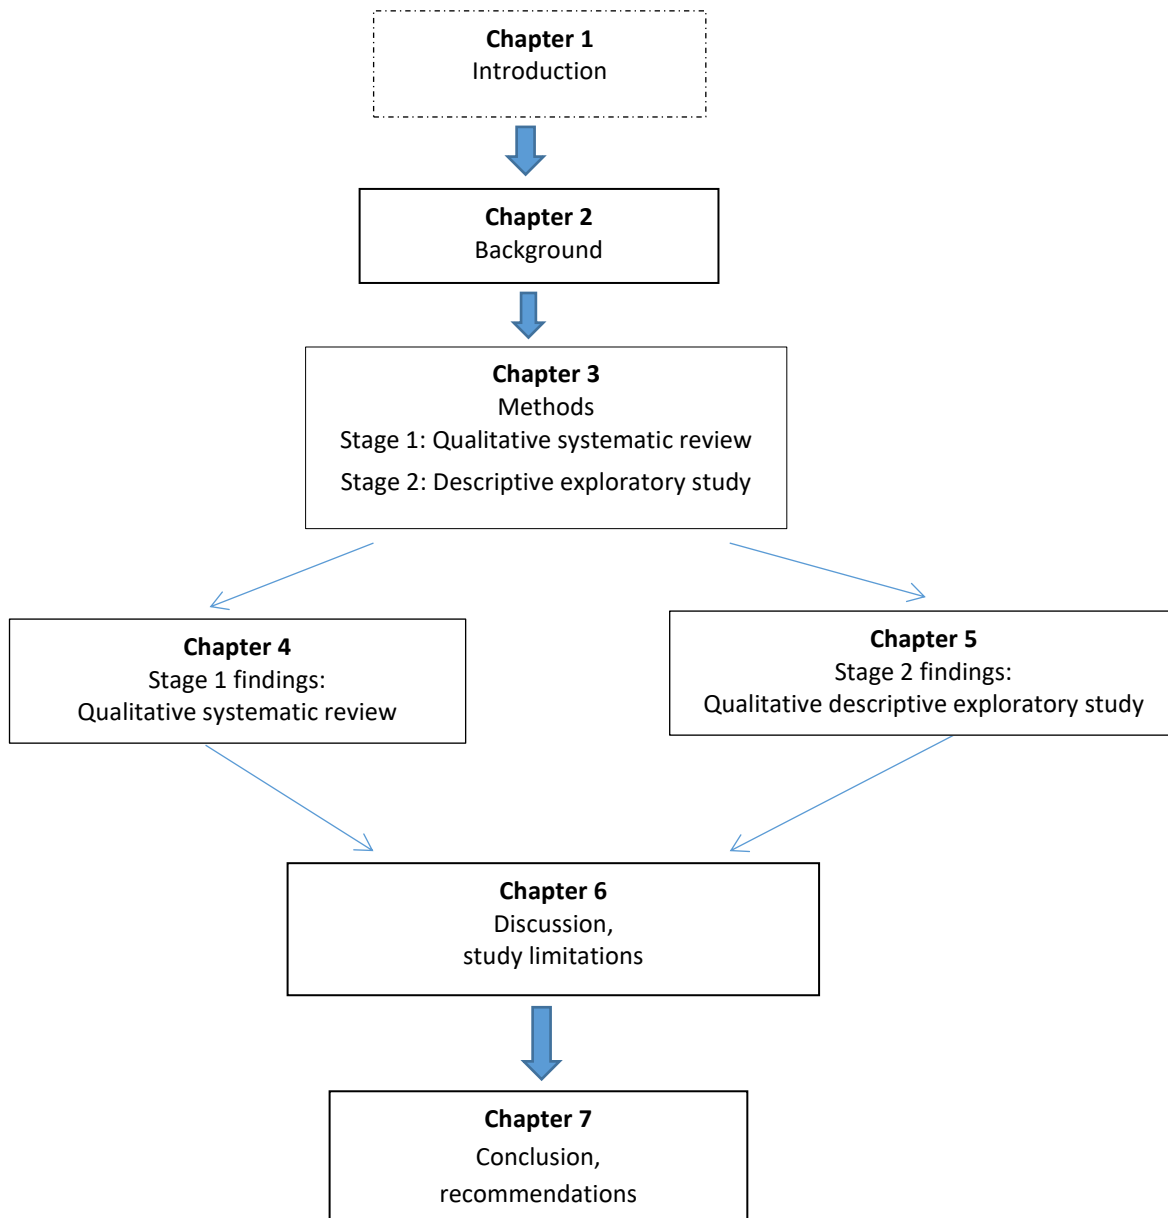 Chapter 1
Introduction
Chapter 2
Background
Chapter 3
Methods
Stage 1: Qualitative systematic review
Stage 2: Descriptive exploratory study
Chapter 4
Stage 1 findings:
Qualitative systematic review
Chapter 5
Stage 2 findings:
Qualitative descriptive exploratory study
Chapter 6
Discussion,
study limitations
Chapter 7
Conclusion,
recommendations